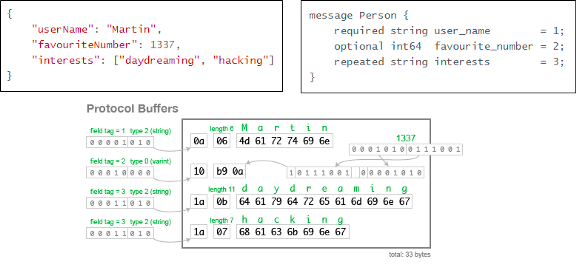 {
"userName": "Martin",
"favouriteNumber": 1337,
"interests": ["daydreaming", "hacking"]
}
message Person {
required string user_name = 1;
optional int64 favourite_number = 2;
repeated string interests = 3;
}
Protocol Buffers
field tag = 1 type 2 (string)
0 0 0 0 1 0 1 0
length 6 M a r t i n
0a 06 4d 61 72 74 69 6e
1337
0 0 0 1 0 1 0 0 1 1 1 0 0 1
field tag = 2 type 0 (varint)
0 0 0 1 0 0 0 0
10 b9 0a 1 0 1 1 1 0 0 1 0 0 0 0 1 0 1 0
field tag = 3 type 2 (string)
0 0 0 1 1 0 1 0
length 11 d a y d r e a m i n g
1a 0b 64 61 79 64 72 65 61 6d 69 6e 67
field tag = 3 type 2 (string)
0 0 0 1 1 0 1 0
length 7 h a c k i n g
1a 07 68 61 63 6b 69 6e 67
total: 33 bytes